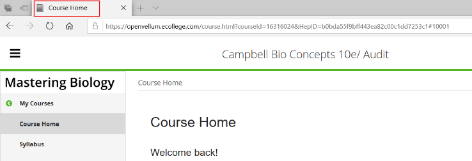 Course Home
https://openvellum.ecollege.com/course.html?courseId=16316024&HepID=b0bda55f9bff443ea82c00c1dd7253c1#10001
Campbell Bio Concepts 10e/ Audit
Mastering Biology
Course Home
My Courses
Course Home
Course Home
Syllabus
Welcome back!